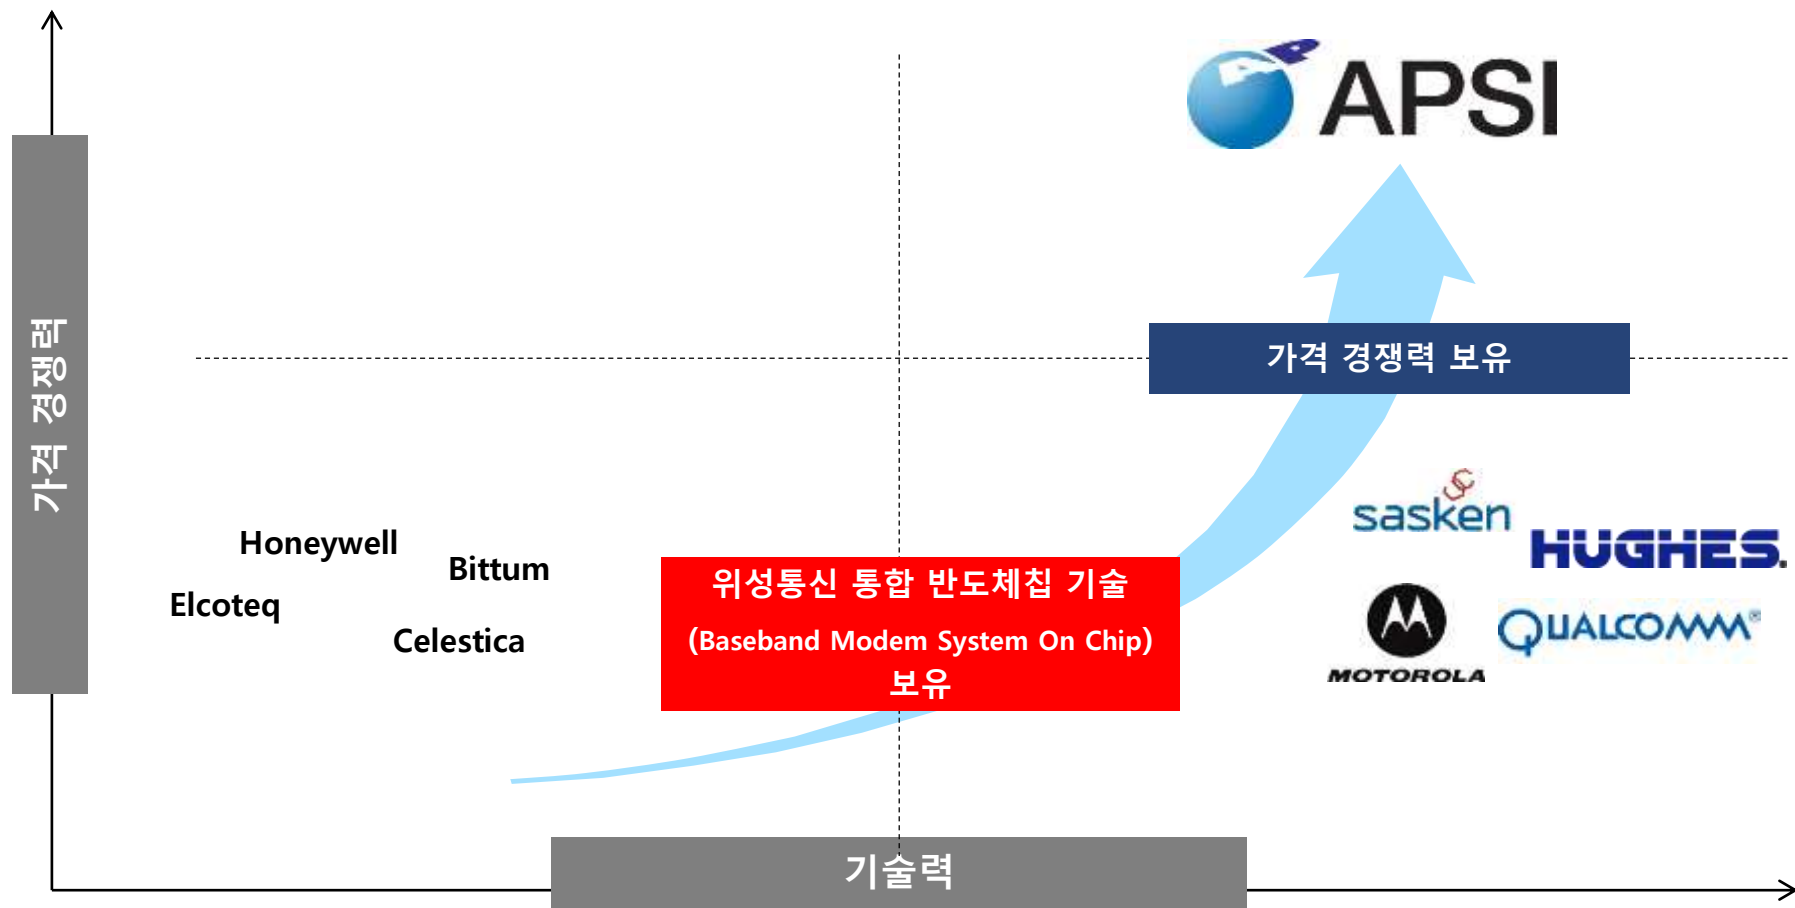 AP
APSI
가격 경쟁력
가격 경쟁력 보유
sasken
HUGHES.
Honeywell
Bittum
Elcoteq
Celestica
위성통신 통합 반도체칩 기술
(Baseband Modem System On Chip)
보유
MOTOROLA
QUALCOMM®
기술력